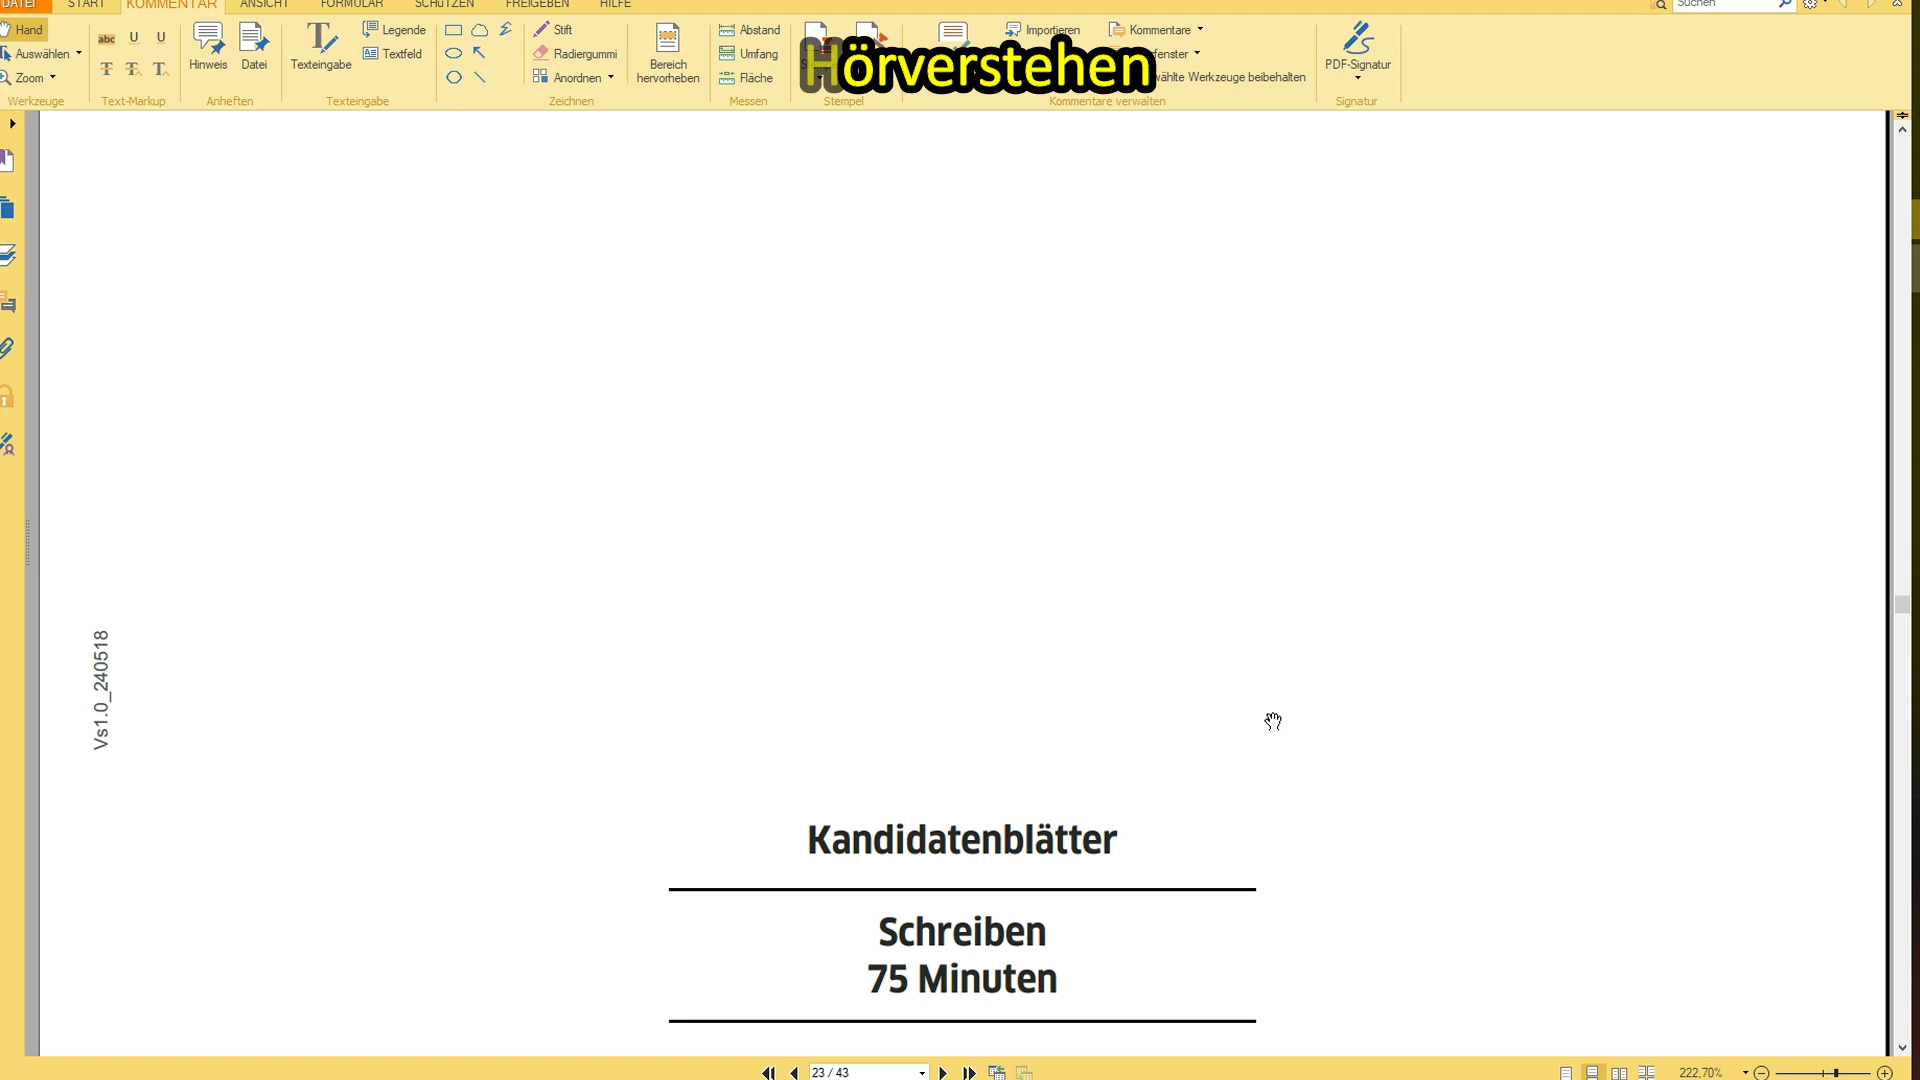 DATEI START KOMMENTAR ANSICHT FORMULAR SCHÜTZEN FREIGEBEN HILFE Suchen
Hand
Auswählen
Zoom
Werkzeuge
abc U U
T T T
Text-Markup
Hinweis Datei
Anheften
Texteingabe
Legende
Textfeld
Texteingabe
Stift
Radiergummi
Anordnen
Zeichnen
Bereich
hervorheben
Abstand
Umfang
Fläche
Messen
Stempel
Hörverstehen
Importieren
Kommentare
Kommentare verwalten
Werkzeuge beibehalten
PDF-Signatur
Signatur
Vs1.0_240518
Kandidatenblätter
Schreiben
75 Minuten
23 / 43
222,70%